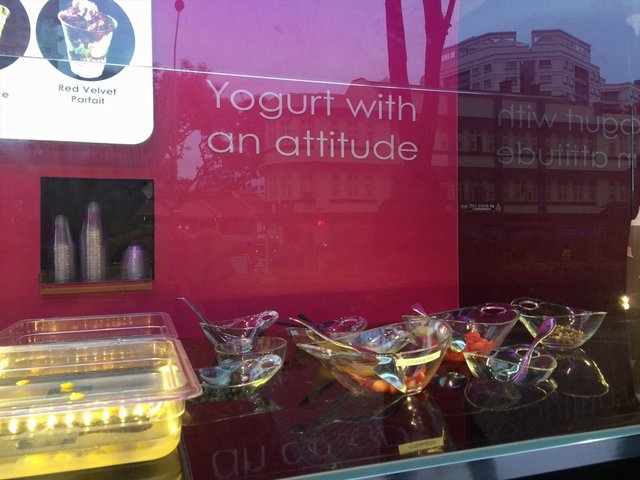 Red Velvet
Parfait
Yogurt with
an attitude